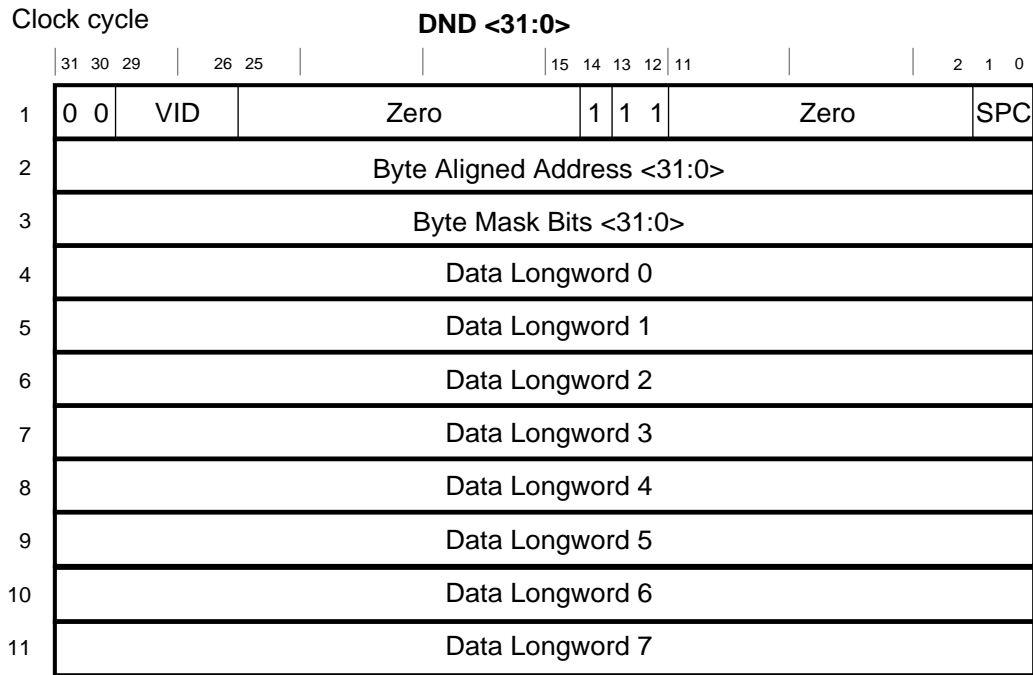 Clock cycle DND <31:0>
31 30 29 26 25 15 14 13 12 11 2 1 0
1 0 0 VID Zero 1 1 1 Zero SPC
2 Byte Aligned Address <31:0>
3 Byte Mask Bits <31:0>
4 Data Longword 0
5 Data Longword 1
6 Data Longword 2
7 Data Longword 3
8 Data Longword 4
9 Data Longword 5
10 Data Longword 6
11 Data Longword 7